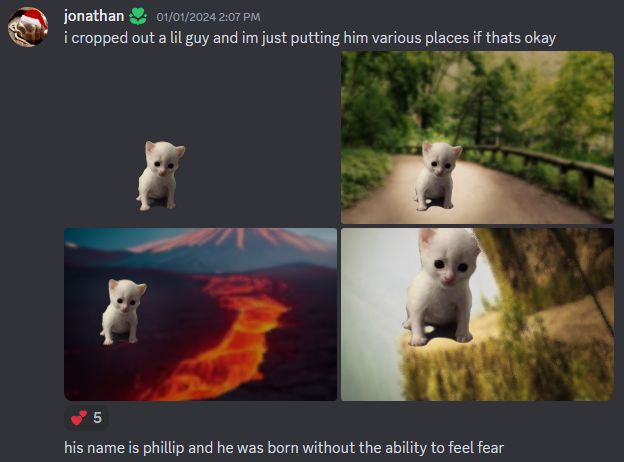 jonathan 01/01/2024 2:07 PM
i cropped out a lil guy and im just putting him various places if thats okay
5
his name is phillip and he was born without the ability to feel fear